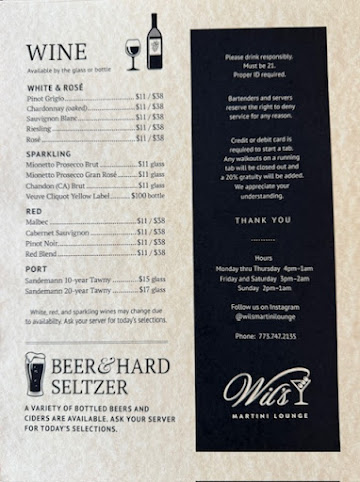 WINE
Available by the glass or bottle
WHITE & ROSÉ
Pinot Grigio $11 / $38
Chardonnay (oaked) $11 / $38
Sauvignon Blanc $11 / $38
Riesling $11 / $38
Rosé $11 / $38
SPARKLING
Mionetto Prosecco Brut $11 glass
Mionetto Prosecco Gran Rosé $11 glass
Chandon (CA) Brut $11 glass
Veuve Cliquot Yellow Label $100 bottle
RED
Malbec $11 / $38
Cabernet Sauvignon $11 / $38
Pinot Noir $11 / $38
Red Blend $11 / $38
PORT
Sandemann 10-year Tawny $15 glass
Sandemann 20-year Tawny $17 glass
White, red, and sparkling wines may change due
to availability. Ask your server for today's selections.
BEER & HARD
SELTZER
A VARIETY OF BOTTLED BEERS AND
CIDERS ARE AVAILABLE. ASK YOUR SERVER
FOR TODAY'S SELECTIONS.
Please drink responsibly.
Must be 21.
Proper ID required.
Bartenders and servers
reserve the right to deny
service for any reason.
Credit or debit card is
required to start a tab.
Any walkouts on a running
tab will be closed out and
a 20% gratuity will be added.
We appreciate your
understanding.
THANK YOU
Hours
Monday thru Thursday 4pm–1am
Friday and Saturday 3pm–2am
Sunday 2pm–1am
Follow us on Instagram
@wilsmartinilounge
Phone: 773.747.2135
Wil's
MARTINI LOUNGE